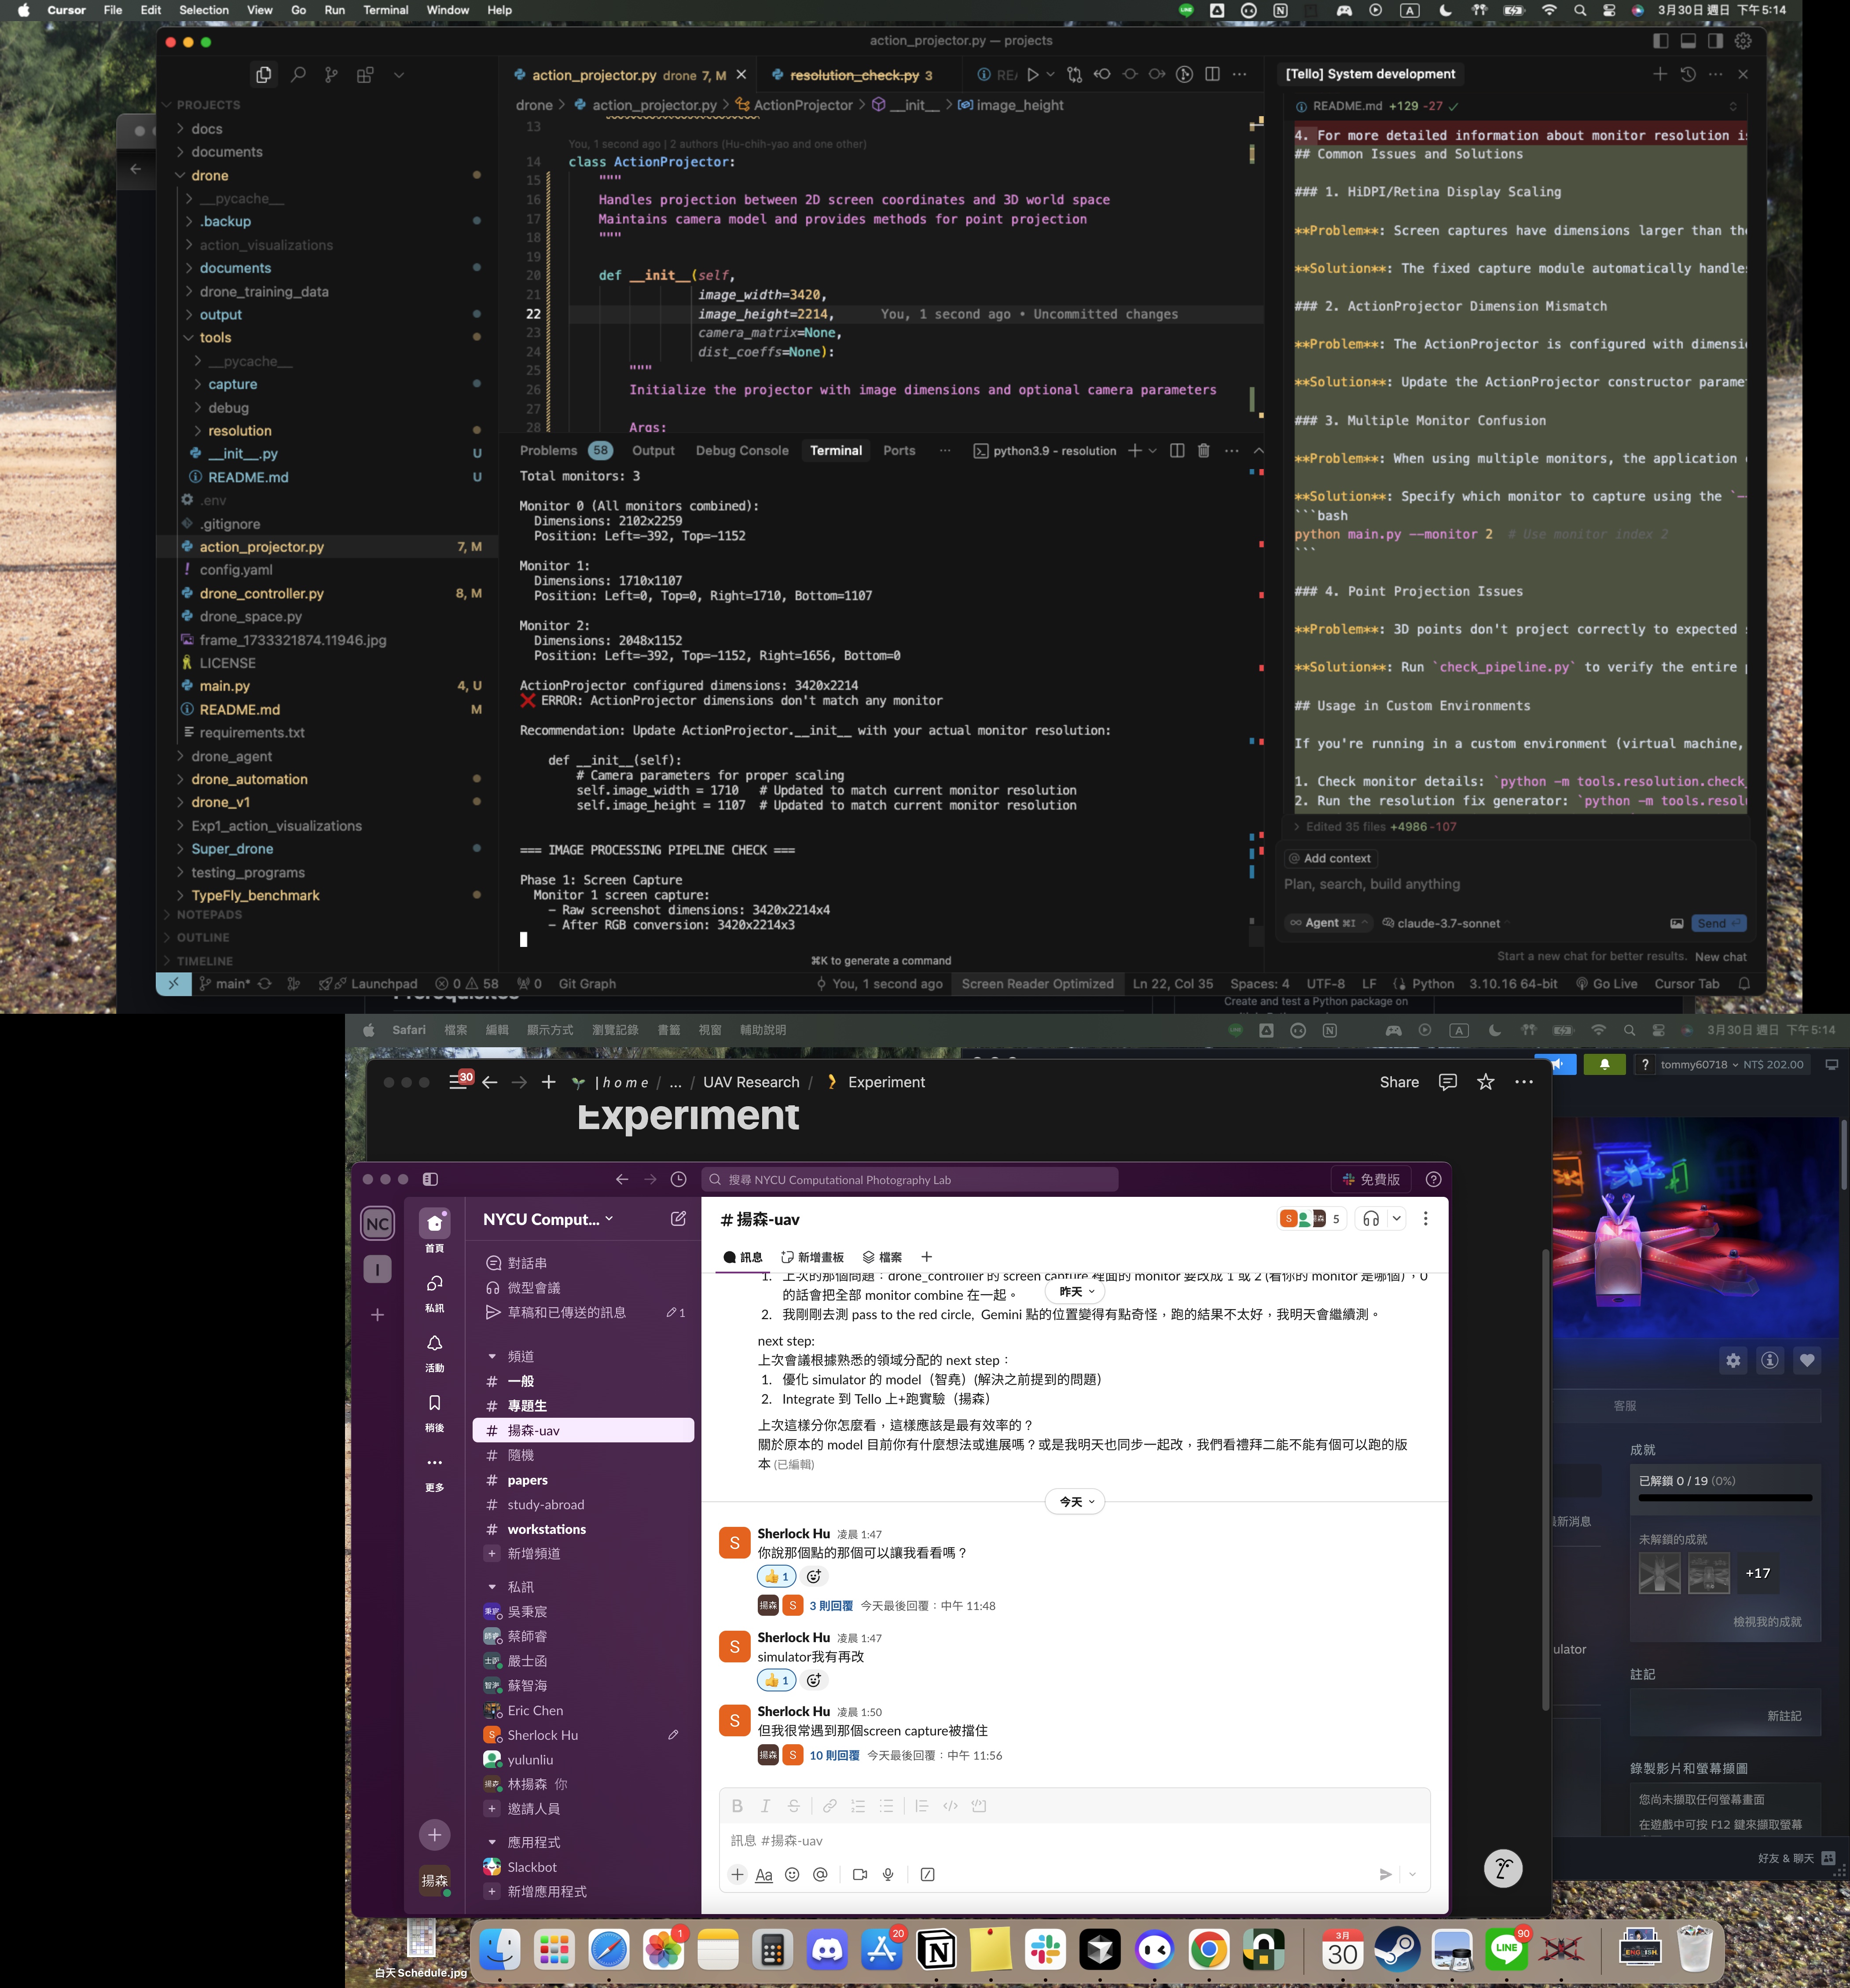 Cursor File Edit Selection View Go Run Terminal Window Help
3月30日 週日 下午5:14
action_projector.py — projects
PROJECTS
docs
documents
drone
__pycache__
.backup
action_visualizations
documents
drone_training_data
output
tools
__pycache__
capture
debug
resolution
__init__.py U
README.md U
.env
.gitignore
action_projector.py 7, M
config.yaml
drone_controller.py 8, M
drone_space.py
frame_1733321874.11946.jpg
LICENSE
main.py 4, U
README.md M
requirements.txt
drone_agent
drone_automation
drone_v1
Exp1_action_visualizations
Super_drone
testing_programs
TypeFly_benchmark
NOTEPADS
OUTLINE
TIMELINE
action_projector.py drone 7, M
resolution_check.py 3
drone > action_projector.py > ActionProjector > __init__ > image_height
13
You, 1 second ago | 2 authors (Hu-chih-yao and one other)
14 class ActionProjector:
15 """
16 Handles projection between 2D screen coordinates and 3D world space
17 Maintains camera model and provides methods for point projection
18 """
19
20 def __init__(self,
21 image_width=3420,
22 image_height=2214, You, 1 second ago • Uncommitted changes
23 camera_matrix=None,
24 dist_coeffs=None):
25 """
26 Initialize the projector with image dimensions and optional camera parameters
27
28 Args:
Problems 58 Output Debug Console Terminal Ports ··· python3.9 - resolution
Total monitors: 3
Monitor 0 (All monitors combined):
Dimensions: 2102x2259
Position: Left=-392, Top=-1152
Monitor 1:
Dimensions: 1710x1107
Position: Left=0, Top=0, Right=1710, Bottom=1107
Monitor 2:
Dimensions: 2048x1152
Position: Left=-392, Top=-1152, Right=1656, Bottom=0
ActionProjector configured dimensions: 3420x2214
❌ ERROR: ActionProjector dimensions don't match any monitor
Recommendation: Update ActionProjector.__init__ with your actual monitor resolution:
def __init__(self):
# Camera parameters for proper scaling
self.image_width = 1710 # Updated to match current monitor resolution
self.image_height = 1107 # Updated to match current monitor resolution
=== IMAGE PROCESSING PIPELINE CHECK ===
Phase 1: Screen Capture
Monitor 1 screen capture:
- Raw screenshot dimensions: 3420x2214x4
- After RGB conversion: 3420x2214x3
⌘K to generate a command
[Tello] System development
README.md +129 -27
4. For more detailed information about monitor resolution
## Common Issues and Solutions
### 1. HiDPI/Retina Display Scaling
**Problem**: Screen captures have dimensions larger than
**Solution**: The fixed capture module automatically
### 2. ActionProjector Dimension Mismatch
**Problem**: The ActionProjector is configured with
**Solution**: Update the ActionProjector constructor
### 3. Multiple Monitor Confusion
**Problem**: When using multiple monitors, the application
**Solution**: Specify which monitor to capture using the `--
```bash
python main.py --monitor 2 # Use monitor index 2
```
### 4. Point Projection Issues
**Problem**: 3D points don't project correctly to expected
**Solution**: Run `check_pipeline.py` to verify the entire
## Usage in Custom Environments
If you're running in a custom environment (virtual machine,
1. Check monitor details: `python -m tools.resolution.check_
2. Run the resolution fix generator: `python -m
Edited 35 files +4986 -107
@ Add context
Plan, search, build anything
∞ Agent ⌘I claude-3.7-sonnet Send
Start a new chat for better results. New chat
main* Launchpad 0 58 0 Git Graph You, 1 second ago Screen Reader Optimized Ln 22, Col 35 Spaces: 4 UTF-8 LF Python 3.10.16 64-bit Go Live Cursor Tab
Create and test a Python package on
Safari 檔案 編輯 顯示方式 瀏覽記錄 書籤 視窗 輔助說明
3月30日 週日 下午5:14
30 | home / ... / UAV Research / Experiment Share
Experiment
搜尋 NYCU Computational Photography Lab
免費版
NC
I
首頁
私訊
活動
稍後
更多
揚森
NYCU Comput...
對話串
微型會議
草稿和已傳送的訊息 1
頻道
# 一般
# 專題生
# 揚森-uav
# 隨機
# papers
# study-abroad
# workstations
新增頻道
私訊
吳秉宸
蔡師睿
嚴士函
蘇智海
Eric Chen
Sherlock Hu
yulunliu
林揚森 你
邀請人員
應用程式
Slackbot
新增應用程式
# 揚森-uav
5
訊息 新增畫板 檔案
1. 上次的那個問題：drone_controller 的 screen capture 裡面的 monitor 要改成 1 或 2 (看你的 monitor 是哪個)，0
的話會把全部 monitor combine 在一起。
昨天
2. 我剛剛去測 pass to the red circle, Gemini 點的位置變得有點奇怪，跑的結果不太好，我明天會繼續測。
next step:
上次會議根據熟悉的領域分配的 next step：
1. 優化 simulator 的 model（智堯）(解決之前提到的問題)
2. Integrate 到 Tello 上+跑實驗（揚森）
上次這樣分你怎麼看，這樣應該是最有效率的？
關於原本的 model 目前你有什麼想法或進展嗎？或是我明天也同步一起改，我們看禮拜二能不能有個可以跑的版
本 (已編輯)
今天
S
Sherlock Hu 凌晨 1:47
你說那個點的那個可以讓我看看嗎？
👍 1
3 則回覆 今天最後回覆：中午 11:48
S
Sherlock Hu 凌晨 1:47
simulator我有再改
👍 1
S
Sherlock Hu 凌晨 1:50
但我很常遇到那個screen capture被擋住
10 則回覆 今天最後回覆：中午 11:56
訊息 #揚森-uav
Aa
tommy60718 NT$ 202.00
客服
成就
已解鎖 0 / 19 (0%)
未解鎖的成就
+17
檢視我的成就
ulator
註記
新註記
錄製影片和螢幕擷圖
您尚未擷取任何螢幕畫面
在遊戲中可按 F12 鍵來擷取螢幕
好友 & 聊天
白天Schedule.jpg
1
20
3月
30
LINE
90
ENGLISH